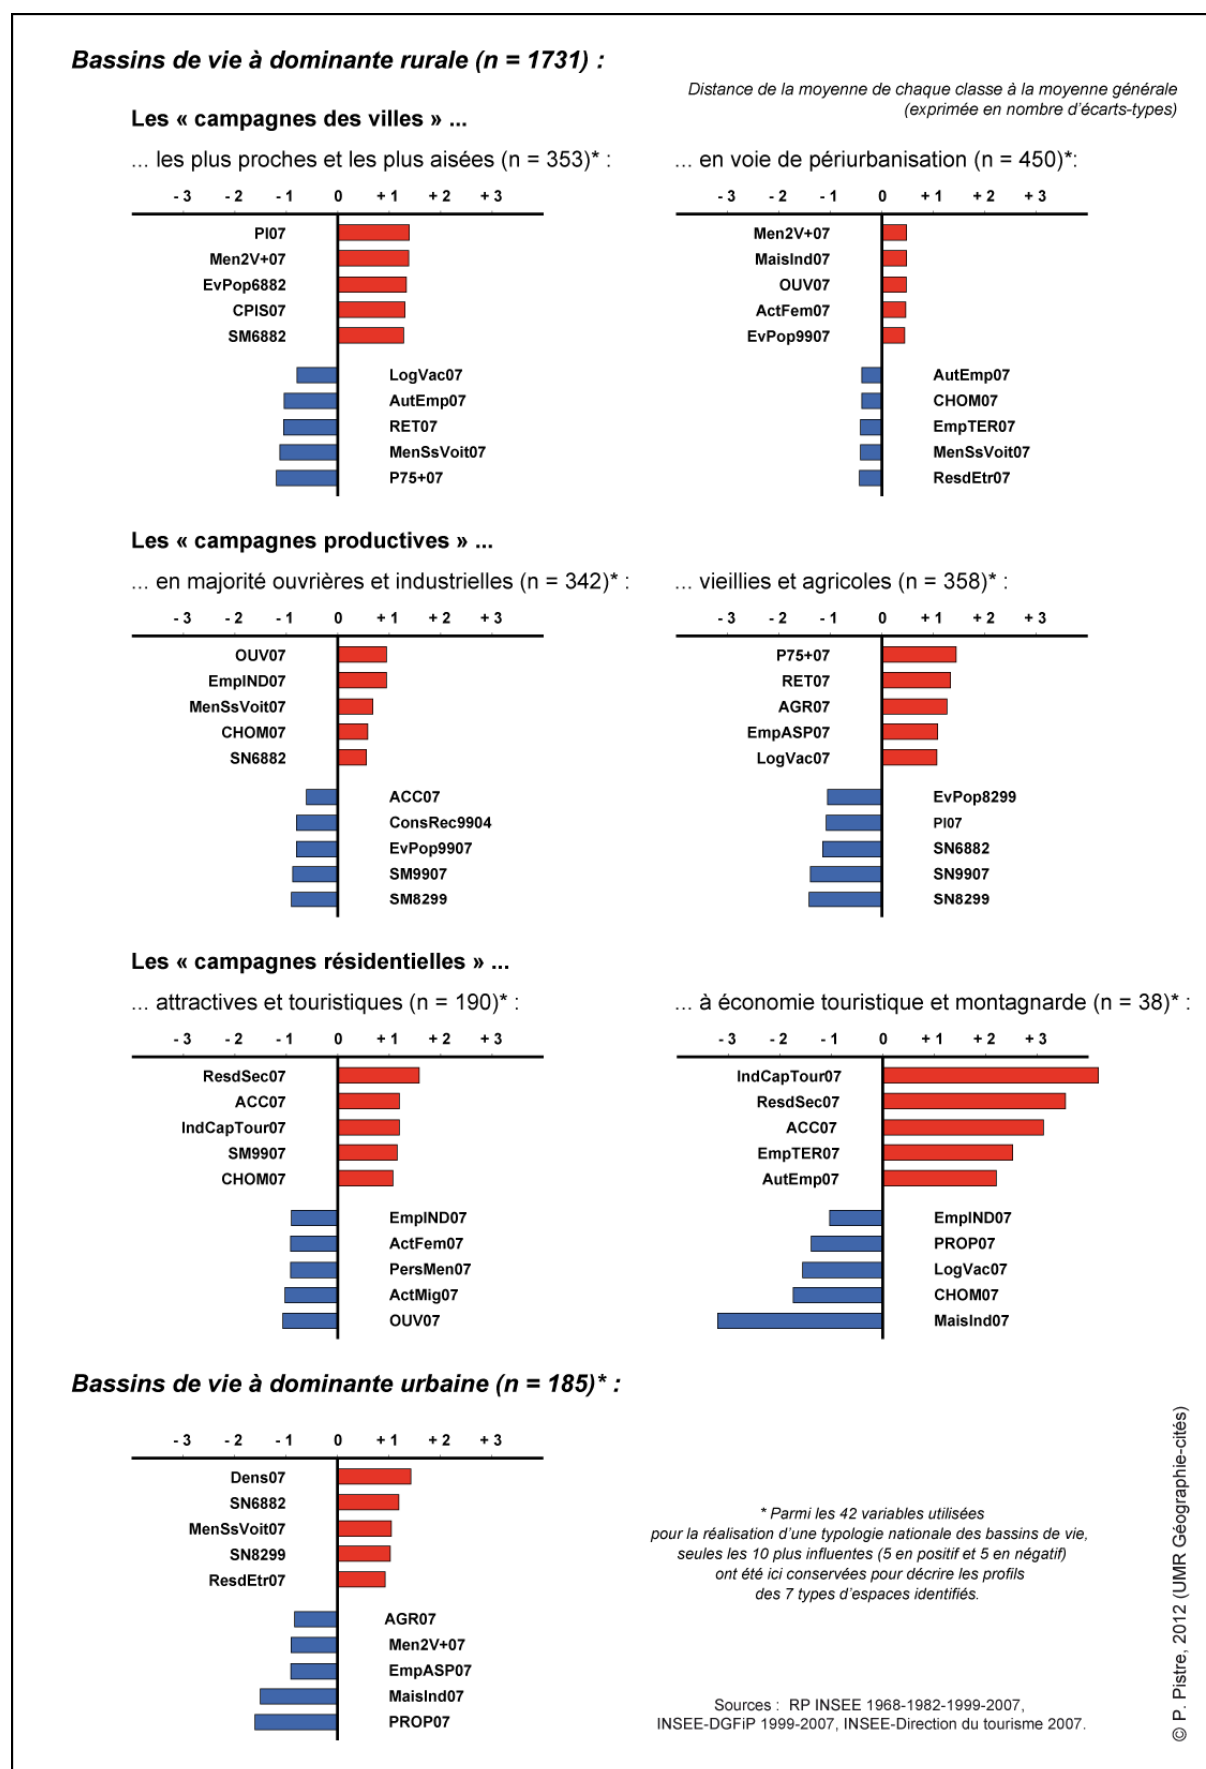 Bassins de vie à dominante rurale (n = 1731) :
Distance de la moyenne de chaque classe à la moyenne générale
(exprimée en nombre d'écarts-types)
Les « campagnes des villes » ...
... les plus proches et les plus aisées (n = 353)* :
- 3 - 2 - 1 0 + 1 + 2 + 3
PI07
Men2V+07
EvPop6882
CPIS07
SM6882
LogVac07
AutEmp07
RET07
MenSsVoit07
P75+07
... en voie de périurbanisation (n = 450)*:
- 3 - 2 - 1 0 + 1 + 2 + 3
Men2V+07
MaisInd07
OUV07
ActFem07
EvPop9907
AutEmp07
CHOM07
EmpTER07
MenSsVoit07
ResdEtr07
Les « campagnes productives » ...
... en majorité ouvrières et industrielles (n = 342)* :
- 3 - 2 - 1 0 + 1 + 2 + 3
OUV07
EmpIND07
MenSsVoit07
CHOM07
SN6882
ACC07
ConsRec9904
EvPop9907
SM9907
SM8299
... vieillies et agricoles (n = 358)* :
- 3 - 2 - 1 0 + 1 + 2 + 3
P75+07
RET07
AGR07
EmpASP07
LogVac07
EvPop8299
PI07
SN6882
SN9907
SN8299
Les « campagnes résidentielles » ...
... attractives et touristiques (n = 190)* :
- 3 - 2 - 1 0 + 1 + 2 + 3
ResdSec07
ACC07
IndCapTour07
SM9907
CHOM07
EmpIND07
ActFem07
PersMen07
ActMig07
OUV07
... à économie touristique et montagnarde (n = 38)* :
- 3 - 2 - 1 0 + 1 + 2 + 3
IndCapTour07
ResdSec07
ACC07
EmpTER07
AutEmp07
EmpIND07
PROP07
LogVac07
CHOM07
MaisInd07
Bassins de vie à dominante urbaine (n = 185)* :
- 3 - 2 - 1 0 + 1 + 2 + 3
Dens07
SN6882
MenSsVoit07
SN8299
ResdEtr07
AGR07
Men2V+07
EmpASP07
MaisInd07
PROP07
* Parmi les 42 variables utilisées
pour la réalisation d'une typologie nationale des bassins de vie,
seules les 10 plus influentes (5 en positif et 5 en négatif)
ont été ici conservées pour décrire les profils
des 7 types d'espaces identifiés.
Sources : RP INSEE 1968-1982-1999-2007,
INSEE-DGFiP 1999-2007, INSEE-Direction du tourisme 2007.
© P. Pistre, 2012 (UMR Géographie-cités)